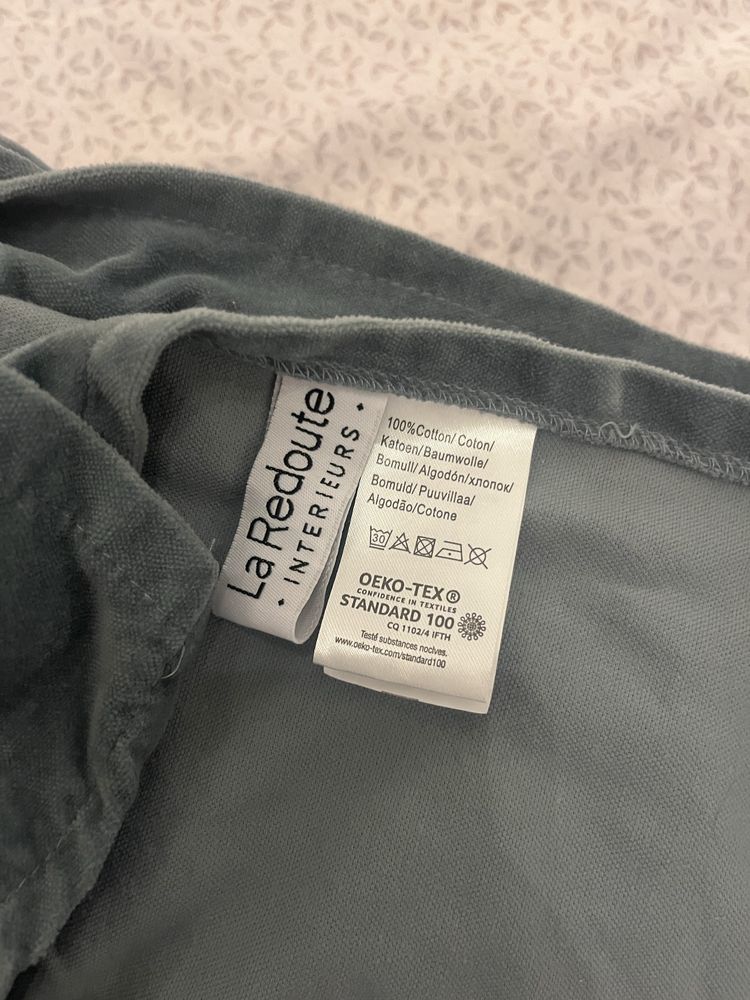 La Redoute
• INTERIEURS •
100%Cotton/ Coton/
Katoen/ Baumwolle/
Bomull/ Algodón/хлопок/
Bomuld/ Puuvillaa/
Algodão/Cotone
30
OEKO-TEX®
CONFIDENCE IN TEXTILES
STANDARD 100
CQ 1102/4 IFTH
Testé substances nocives.
www.oeko-tex.com/standard100